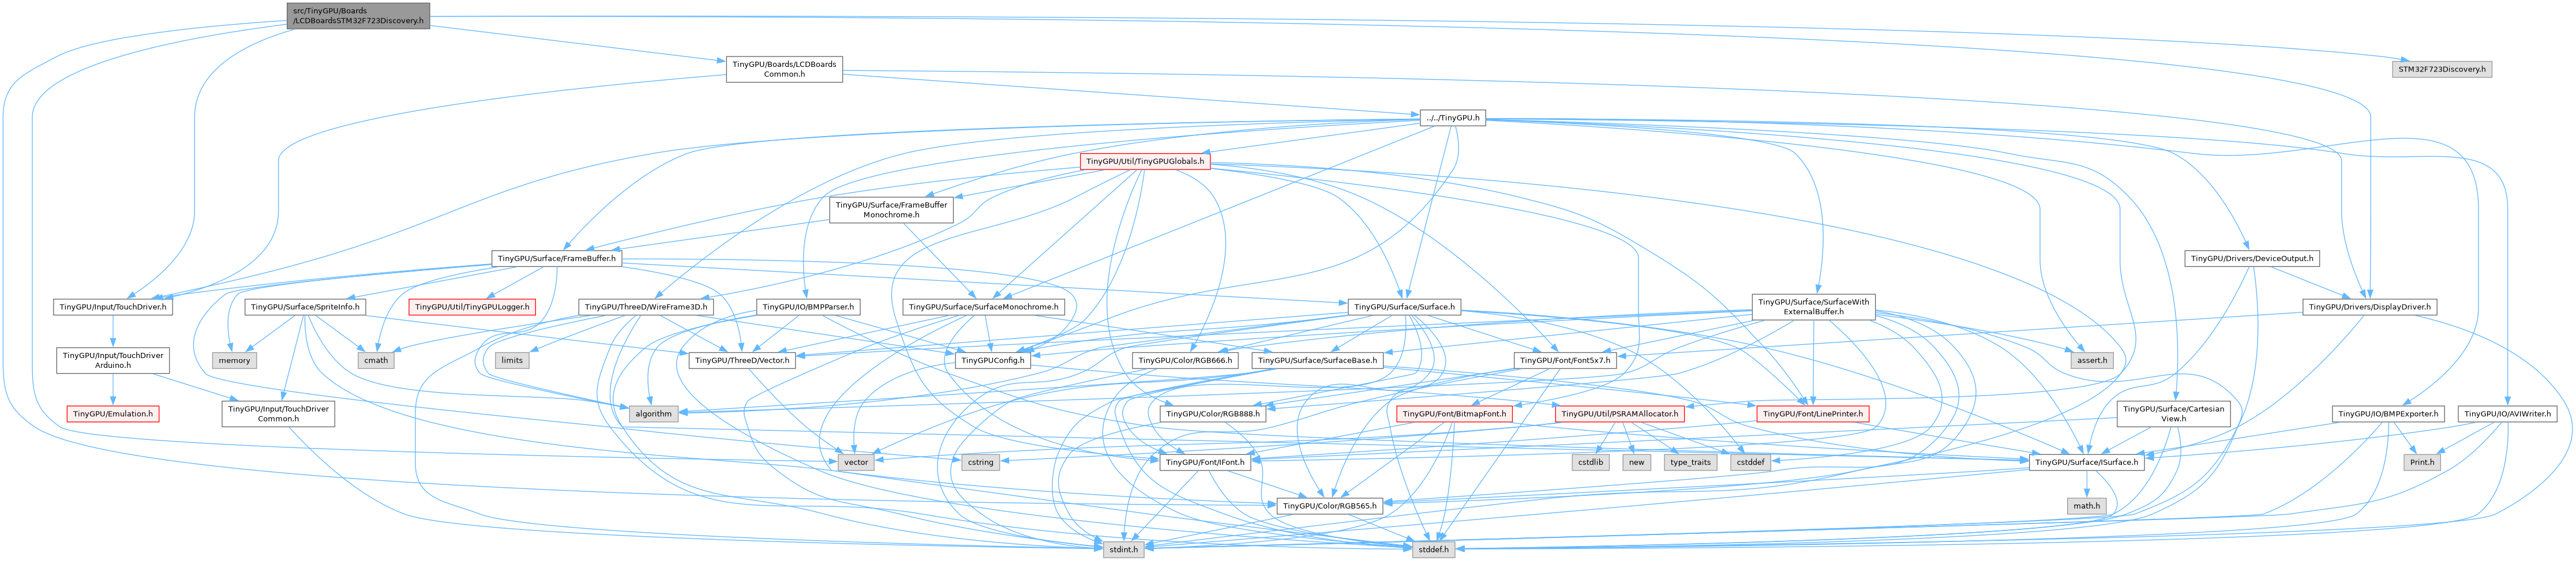 src/TinyGPU/Boards
/LCDBoardsSTM32F723Discovery.h
TinyGPU/Boards/LCDBoards
Common.h
STM32F723Discovery.h
../../TinyGPU.h
TinyGPU/Util/TinyGPUGlobals.h
TinyGPU/Surface/FrameBuffer
Monochrome.h
TinyGPU/Surface/FrameBuffer.h
TinyGPU/Drivers/DeviceOutput.h
TinyGPU/Input/TouchDriver.h
TinyGPU/Surface/SpriteInfo.h
TinyGPU/Util/TinyGPULogger.h
TinyGPU/ThreeD/WireFrame3D.h
TinyGPU/IO/BMPParser.h
TinyGPU/Surface/SurfaceMonochrome.h
TinyGPU/Surface/Surface.h
TinyGPU/Surface/SurfaceWith
ExternalBuffer.h
TinyGPU/Drivers/DisplayDriver.h
TinyGPU/Input/TouchDriver
Arduino.h
memory
cmath
limits
TinyGPU/ThreeD/Vector.h
TinyGPUConfig.h
TinyGPU/Color/RGB666.h
TinyGPU/Surface/SurfaceBase.h
TinyGPU/Font/Font5x7.h
assert.h
TinyGPU/Emulation.h
TinyGPU/Input/TouchDriver
Common.h
algorithm
TinyGPU/Color/RGB888.h
TinyGPU/Font/BitmapFont.h
TinyGPU/Util/PSRAMAllocator.h
TinyGPU/Font/LinePrinter.h
TinyGPU/Surface/Cartesian
View.h
TinyGPU/IO/BMPExporter.h
TinyGPU/IO/AVIWriter.h
vector
cstring
TinyGPU/Font/IFont.h
cstdlib
new
type_traits
cstddef
TinyGPU/Surface/ISurface.h
Print.h
TinyGPU/Color/RGB565.h
math.h
stdint.h
stddef.h